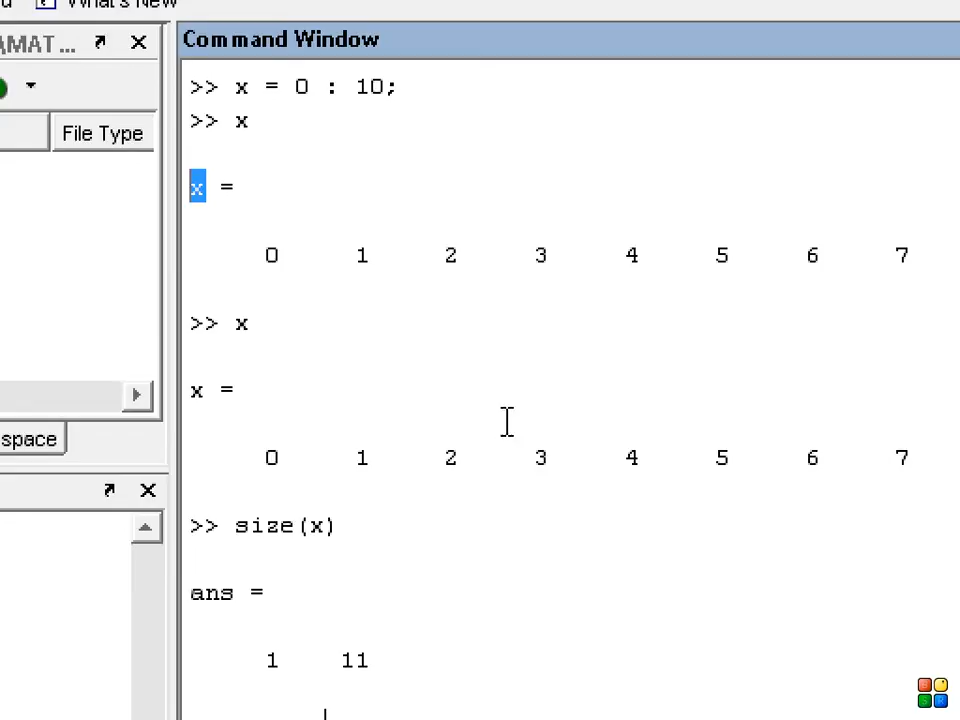 What's New
Command Window
>> x = 0 : 10;
>> x
File Type
x =
0 1 2 3 4 5 6 7
>> x
x =
space
0 1 2 3 4 5 6 7
>> size(x)
ans =
1 11